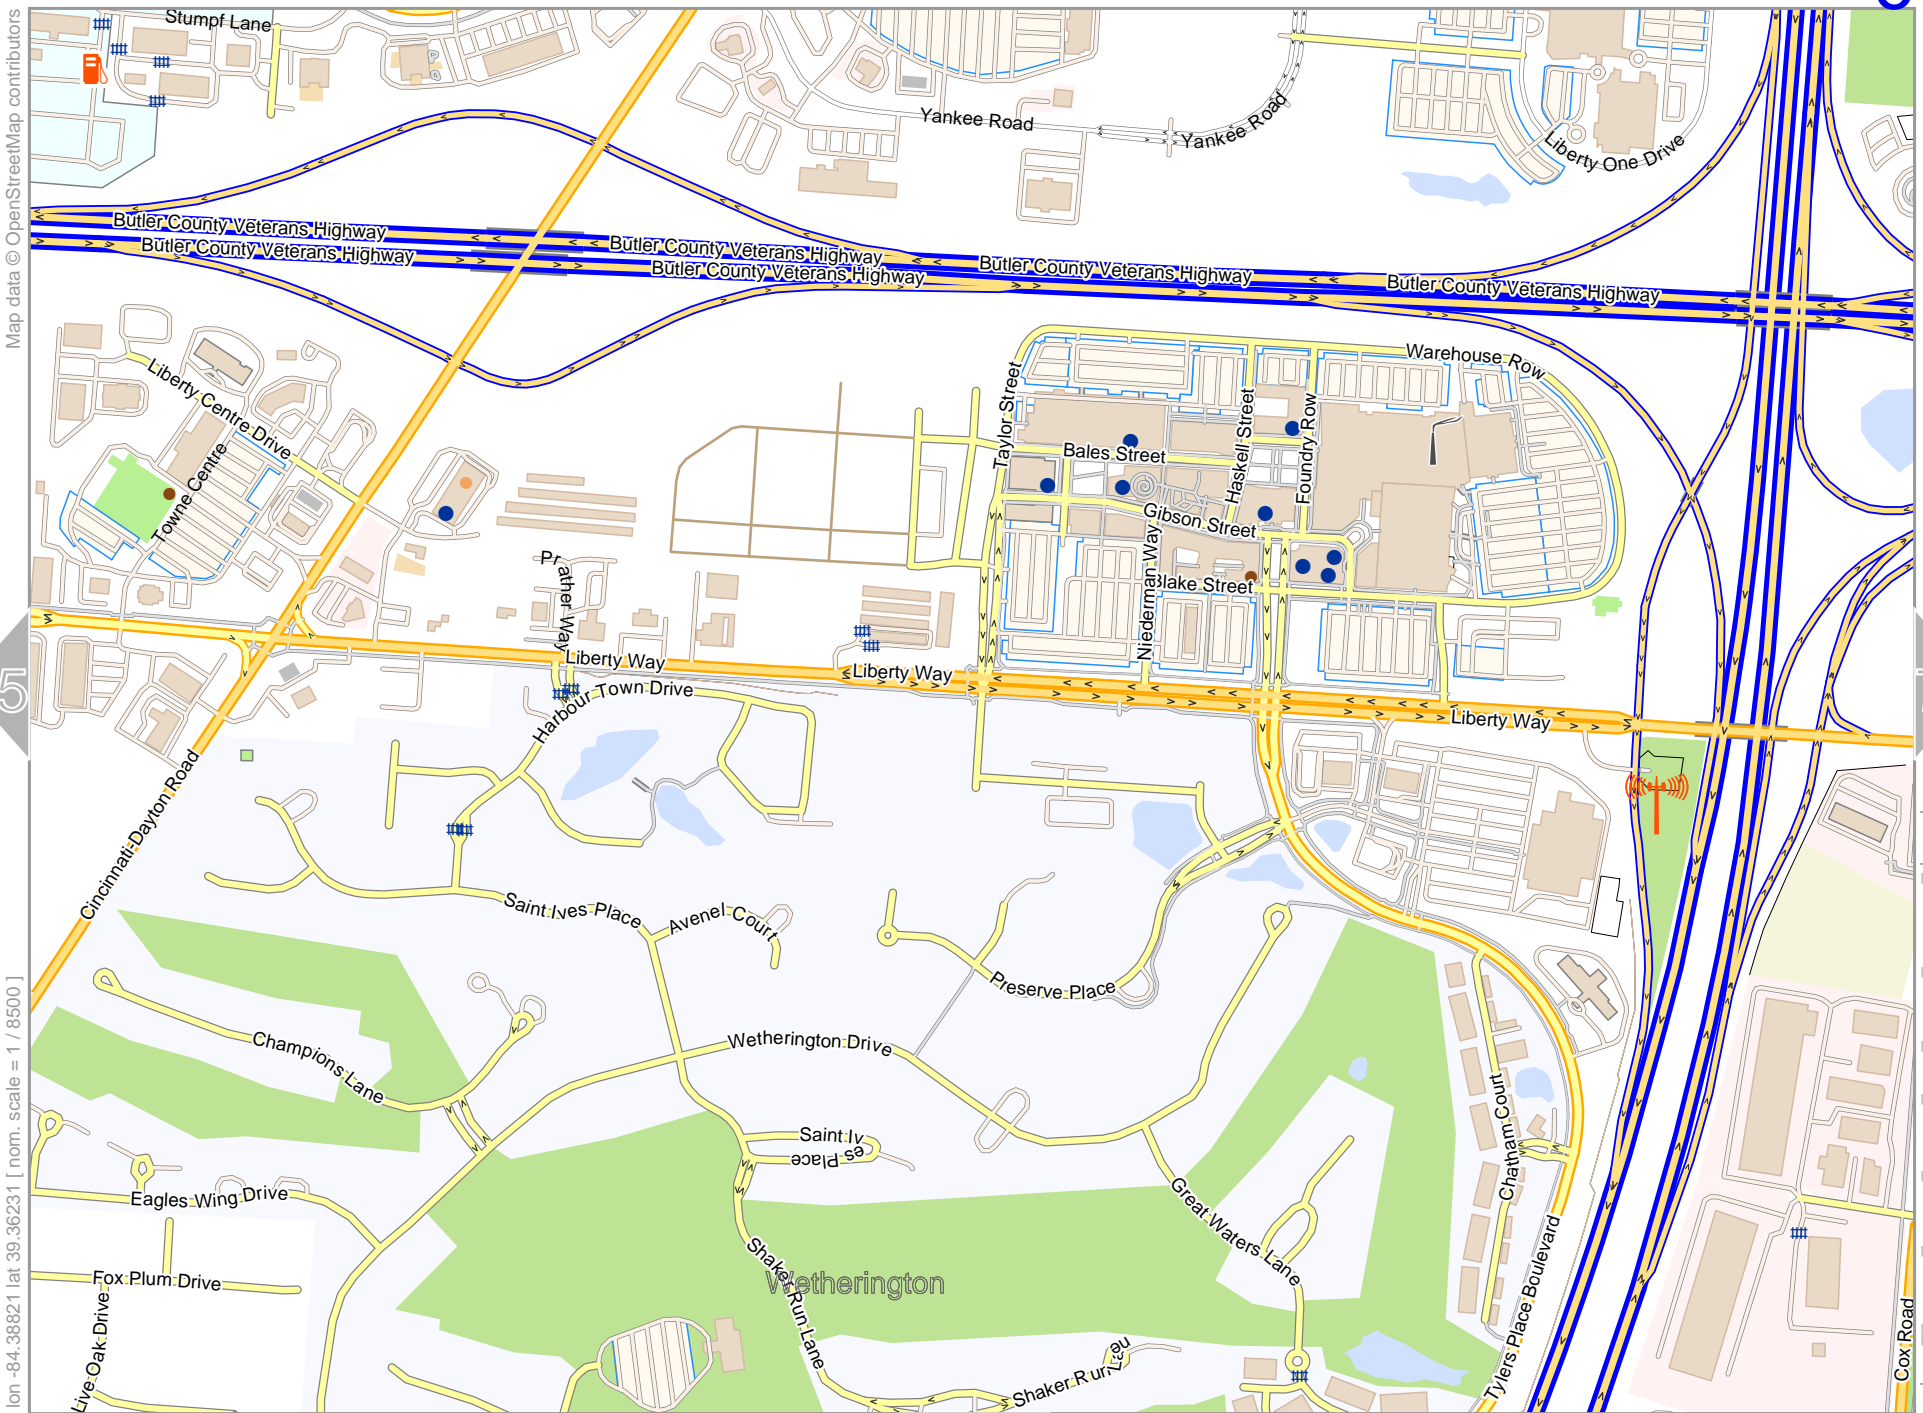 Map data © OpenStreetMap contributors
lon -84.38821 lat 39.36231 [ nom. scale = 1 / 8500 ]
5
Stumpf Lane
Yankee Road
Yankee Road
Liberty One Drive
Butler County Veterans Highway
Butler County Veterans Highway
Butler County Veterans Highway
Butler County Veterans Highway
Butler County Veterans Highway
Butler County Veterans Highway
Warehouse Row
Liberty Centre Drive
Towne Centre
Taylor Street
Bales Street
Haskell Street
Foundry Row
Gibson Street
Niederman Way
Blake Street
Prather Way
Liberty Way
Liberty Way
Liberty Way
Harbour Town Drive
Cincinnati-Dayton Road
Saint Ives Place
Avenel Court
Preserve Place
Champions Lane
Wetherington Drive
Saint Iv
es Place
Chatham Court
Eagles Wing Drive
Great Waters Lane
Fox Plum Drive
Live Oak Drive
Shaker Run Lane
Wetherington
Shaker Run Lane
Tylers Place Boulevard
Cox Road